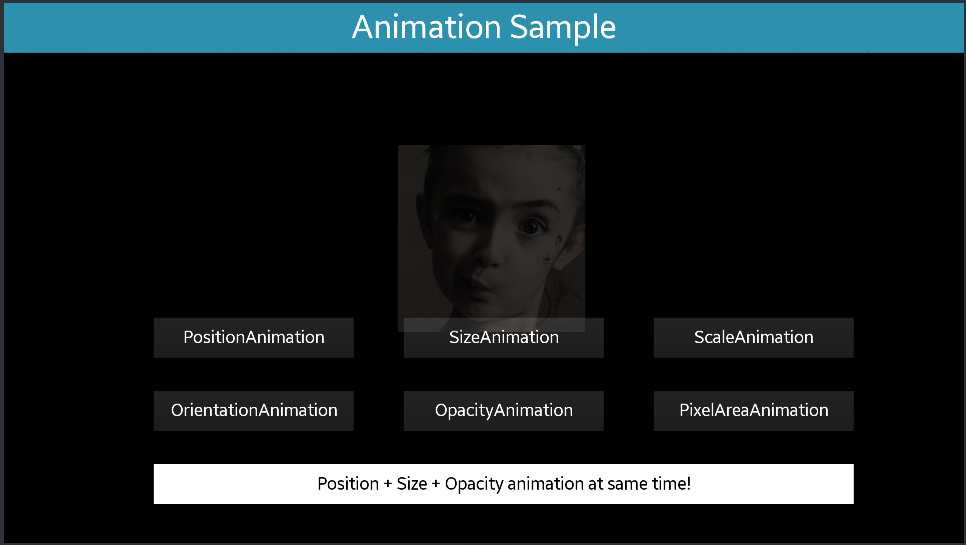 Animation Sample
PositionAnimation
SizeAnimation
ScaleAnimation
OrientationAnimation
OpacityAnimation
PixelAreaAnimation
Position + Size + Opacity animation at same time!